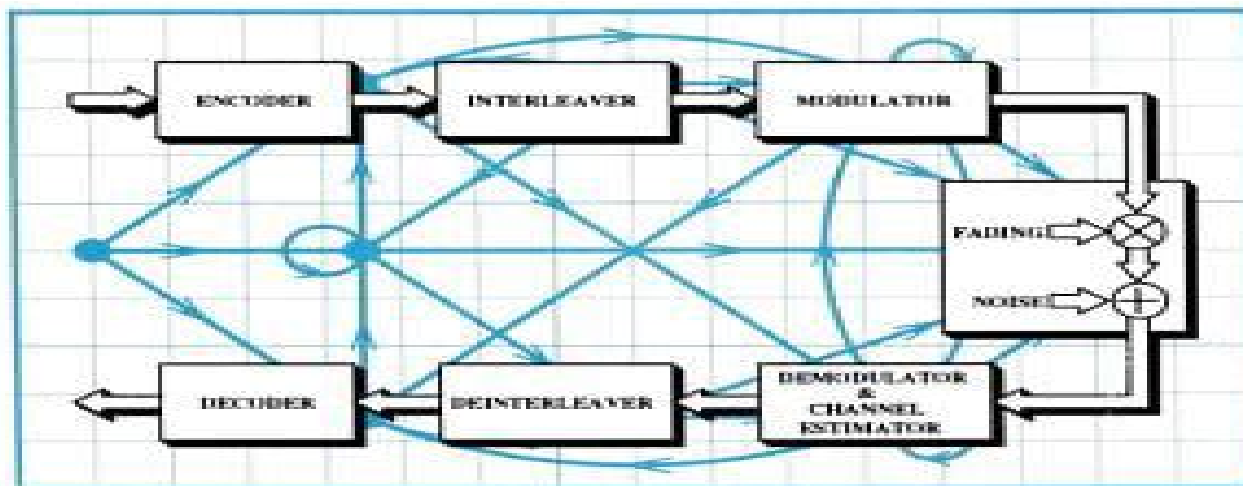 ENCODER
INTERLEAVER
MODULATOR
FADING
NOISE
DECODER
DEINTERLEAVER
DEMODULATOR
&
CHANNEL
ESTIMATOR